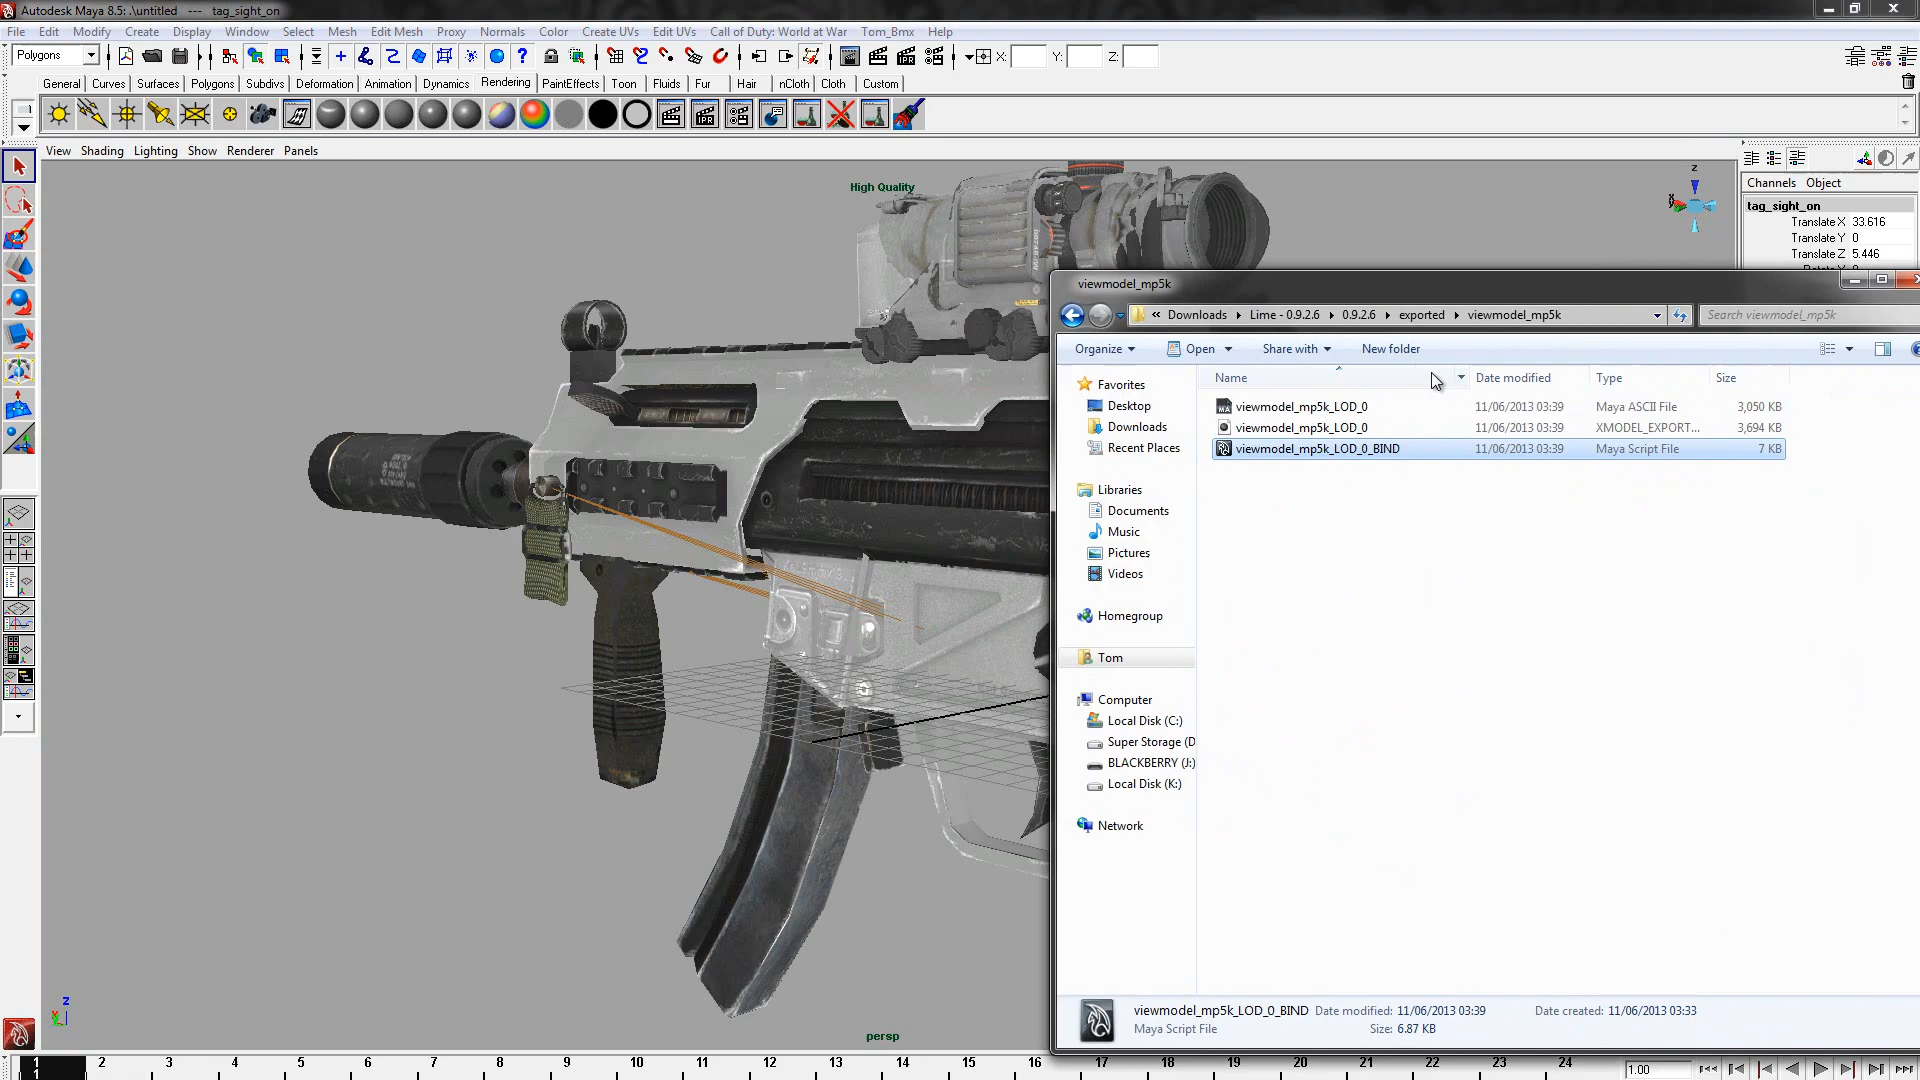 Autodesk Maya 8.5: .\untitled --- tag_sight_on
File Edit Modify Create Display Window Select Mesh Edit Mesh Proxy Normals Color Create UVs Edit UVs Call of Duty: World at War Tom_Bmx Help
Polygons X: Y: Z:
General Curves Surfaces Polygons Subdivs Deformation Animation Dynamics Rendering PaintEffects Toon Fluids Fur Hair nCloth Cloth Custom
IPR
View Shading Lighting Show Renderer Panels
High Quality
z
Channels Object
tag_sight_on
Translate X 33.616
Translate Y 0
Translate Z 5.446
viewmodel_mp5k
« Downloads Lime - 0.9.2.6 0.9.2.6 exported viewmodel_mp5k Search viewmodel_mp5k
Organize Open Share with New folder
Name Date modified Type Size
viewmodel_mp5k_LOD_0 11/06/2013 03:39 Maya ASCII File 3,050 KB
viewmodel_mp5k_LOD_0 11/06/2013 03:39 XMODEL_EXPORT... 3,694 KB
viewmodel_mp5k_LOD_0_BIND 11/06/2013 03:39 Maya Script File 7 KB
Favorites
Desktop
Downloads
Recent Places
Libraries
Documents
Music
Pictures
Videos
Homegroup
Tom
Computer
Local Disk (C:)
Super Storage (D
BLACKBERRY (J:)
Local Disk (K:)
Network
viewmodel_mp5k_LOD_0_BIND Date modified: 11/06/2013 03:39 Date created: 11/06/2013 03:33
Maya Script File Size: 6.87 KB
z
persp
1 2 3 4 5 6 7 8 9 10 11 12 13 14 15 16 17 18 19 20 21 22 23 24
1 1.00